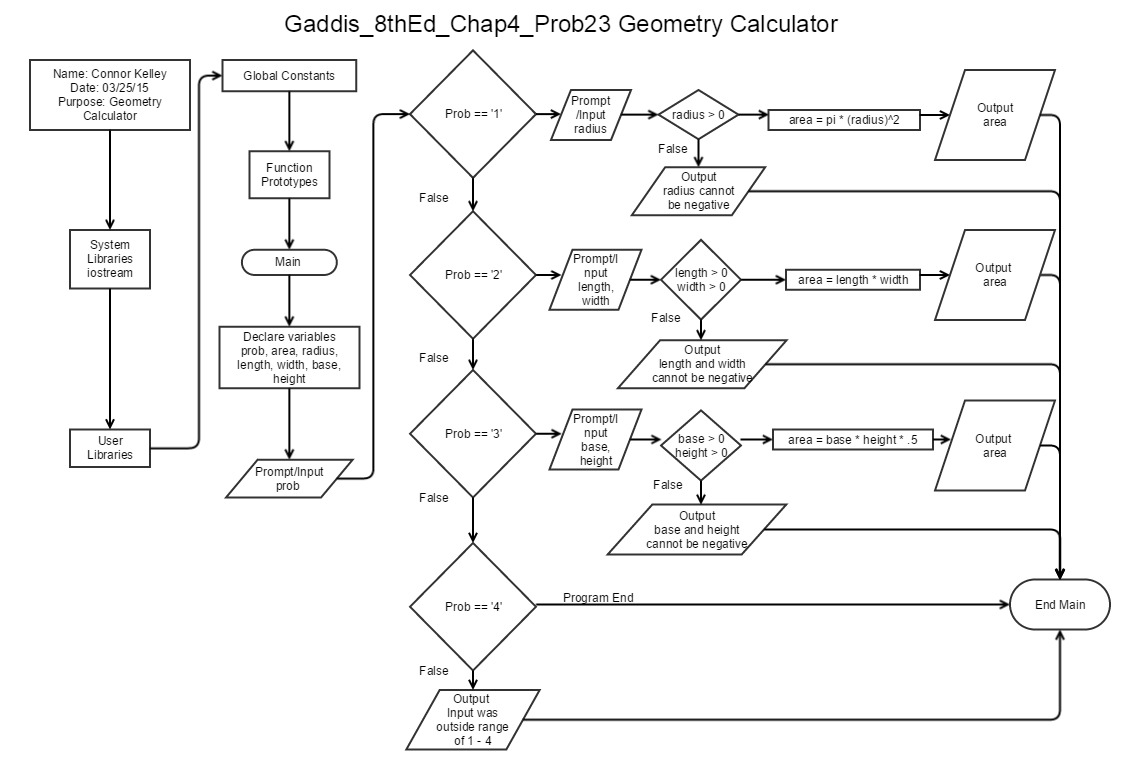 Gaddis_8thEd_Chap4_Prob23 Geometry Calculator
Name: Connor Kelley
Date: 03/25/15
Purpose: Geometry
Calculator
System
Libraries
iostream
User
Libraries
Global Constants
Function
Prototypes
Main
Declare variables
prob, area, radius,
length, width, base,
height
Prompt/Input
prob
Prob == '1'
Prompt
/Input
radius
radius > 0
area = pi * (radius)^2
Output
area
False
Output
radius cannot
be negative
False
Prob == '2'
Prompt/I
nput
length,
width
length > 0
width > 0
area = length * width
Output
area
False
Output
length and width
cannot be negative
False
Prob == '3'
Prompt/I
nput
base,
height
base > 0
height > 0
area = base * height * .5
Output
area
False
Output
base and height
cannot be negative
False
Prob == '4'
Program End
End Main
False
Output
Input was
outside range
of 1 - 4